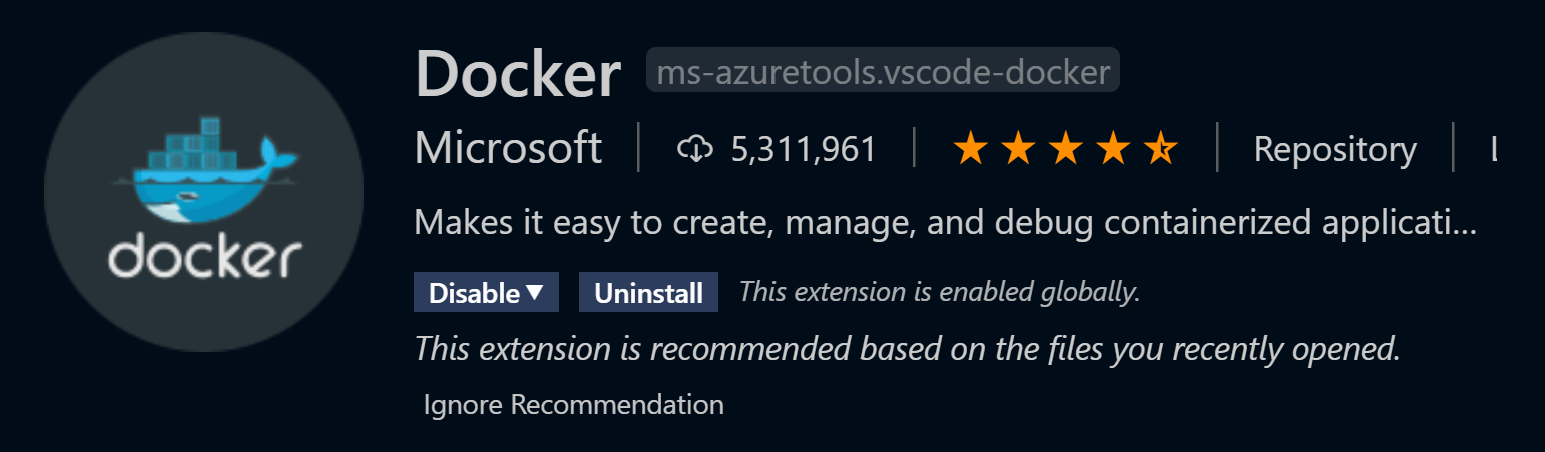 Docker ms-azuretools.vscode-docker
Microsoft 5,311,961 Repository L
Makes it easy to create, manage, and debug containerized applicati...
docker
Disable Uninstall This extension is enabled globally.
This extension is recommended based on the files you recently opened.
Ignore Recommendation